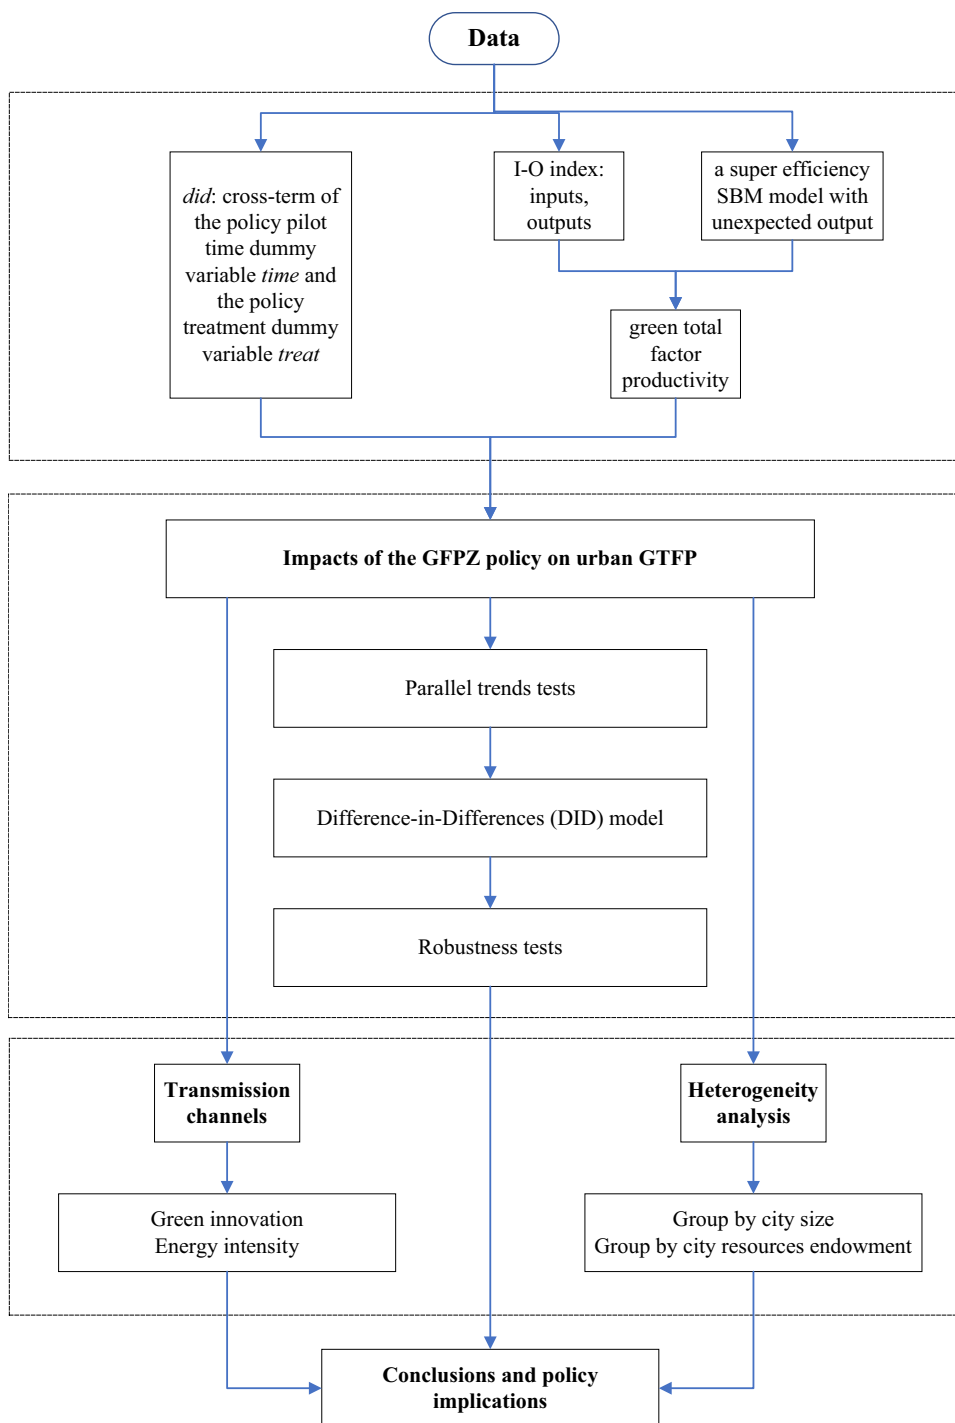 Data
did: cross-term of
the policy pilot
time dummy
variable time and
the policy
treatment dummy
variable treat
I-O index:
inputs,
outputs
a super efficiency
SBM model with
unexpected output
green total
factor
productivity
Impacts of the GFPZ policy on urban GTFP
Parallel trends tests
Difference-in-Differences (DID) model
Robustness tests
Transmission
channels
Heterogeneity
analysis
Green innovation
Energy intensity
Group by city size
Group by city resources endowment
Conclusions and policy
implications